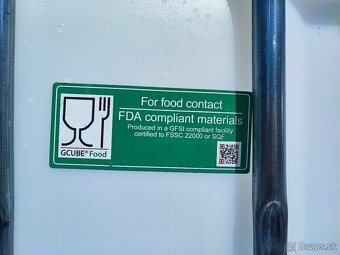 For food contact
FDA compliant materials
Produced in a GFSI compliant facility
certified to FSSC 22000 or SQF.
GCUBE® Food
Bazos.sk